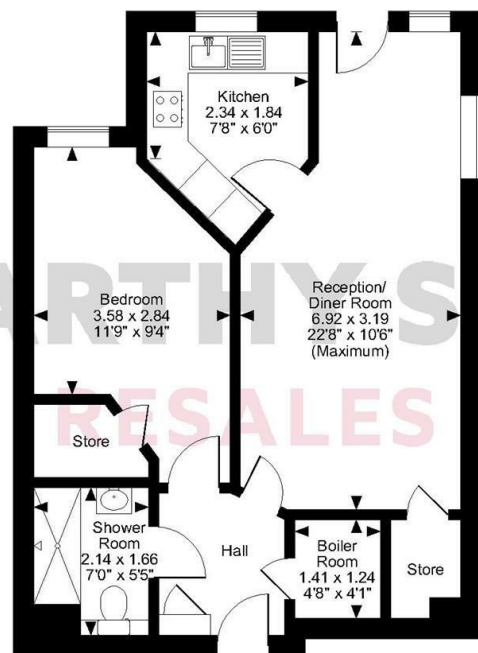 Kitchen
2.34 x 1.84
7'8" x 6'0"
Bedroom
3.58 x 2.84
11'9" x 9'4"
Reception/
Diner Room
6.92 x 3.19
22'8" x 10'6"
(Maximum)
ARTHY S
RESALES
Store
Shower
Room
2.14 x 1.66
7'0" x 5'5"
Hall
Boiler
Room
1.41 x 1.24
4'8" x 4'1"
Store